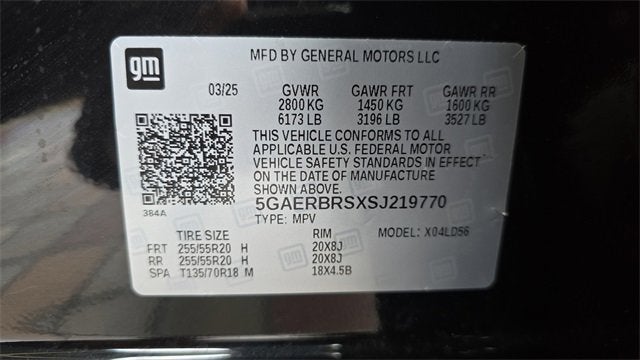 gm
MFD BY GENERAL MOTORS LLC
03/25 GVWR GAWR FRT GAWR RR
2800 KG 1450 KG 1600 KG
6173 LB 3196 LB 3527 LB
THIS VEHICLE CONFORMS TO ALL
APPLICABLE U.S. FEDERAL MOTOR
VEHICLE SAFETY STANDARDS IN EFFECT
ON THE DATE OF MANUFACTURE
SHOWN ABOVE.
384A
5GAERBRSXSJ219770
TYPE: MPV MODEL: X04LD56
TIRE SIZE RIM
FRT 255/55R20 H 20X8J
RR 255/55R20 H 20X8J
SPA T135/70R18 M 18X4.5B